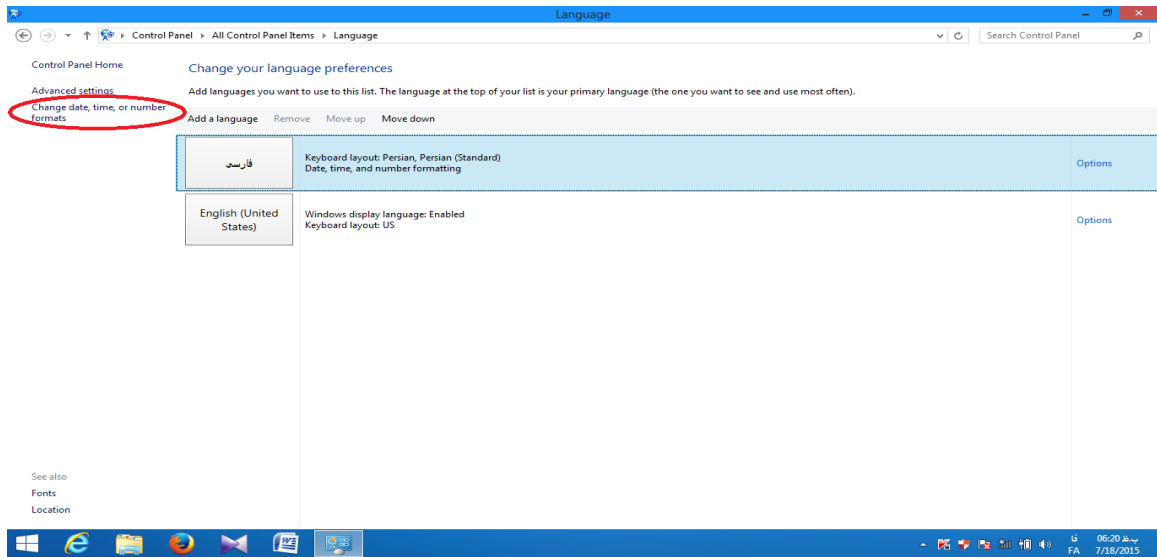 Language
Control Panel ▸ All Control Panel Items ▸ Language
Search Control Panel
Control Panel Home
Advanced settings
Change date, time, or number
formats
Change your language preferences
Add languages you want to use to this list. The language at the top of your list is your primary language (the one you want to see and use most often).
Add a language Remove Move up Move down
فارسی
Keyboard layout: Persian, Persian (Standard)
Date, time, and number formatting
Options
English (United
States)
Windows display language: Enabled
Keyboard layout: US
Options
See also
Fonts
Location
فا
FA
06:20 ب.ظ
7/18/2015